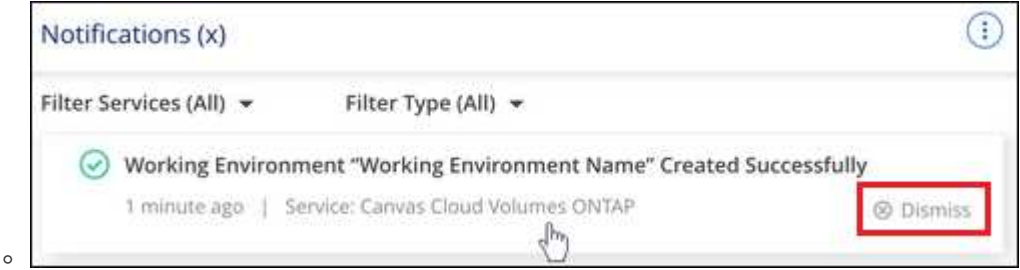 Notifications (x)
Filter Services (All) Filter Type (All)
Working Environment “Working Environment Name” Created Successfully
1 minute ago | Service: Canvas Cloud Volumes ONTAP Dismiss